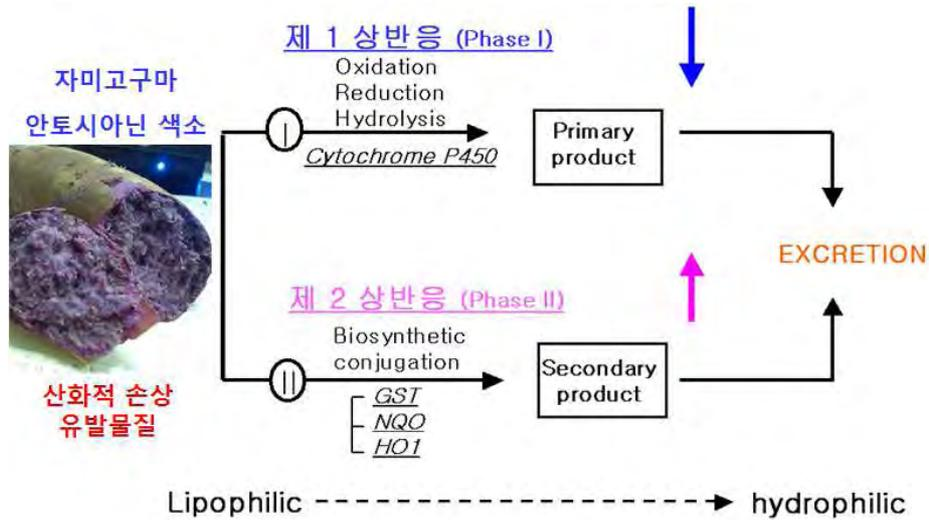 제 1 상반응 (Phase I)
자미고구마
안토시아닌 색소
Oxidation
Reduction
Hydrolysis
I
Cytochrome P450
Primary
product
EXCRETION
제 2 상반응 (Phase II)
Biosynthetic
conjugation
II
GST
NQO
HO1
Secondary
product
산화적 손상
유발물질
Lipophilic
hydrophilic